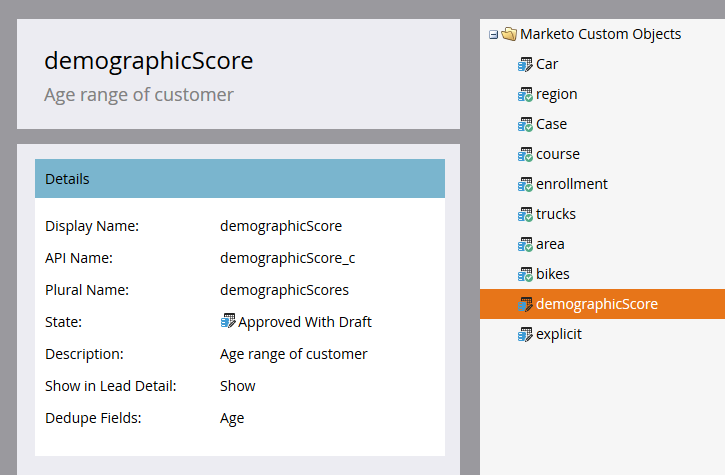 demographicScore
Age range of customer
Details
Display Name: demographicScore
API Name: demographicScore_c
Plural Name: demographicScores
State: Approved With Draft
Description: Age range of customer
Show in Lead Detail: Show
Dedupe Fields: Age
Marketo Custom Objects
Car
region
Case
course
enrollment
trucks
area
bikes
demographicScore
explicit